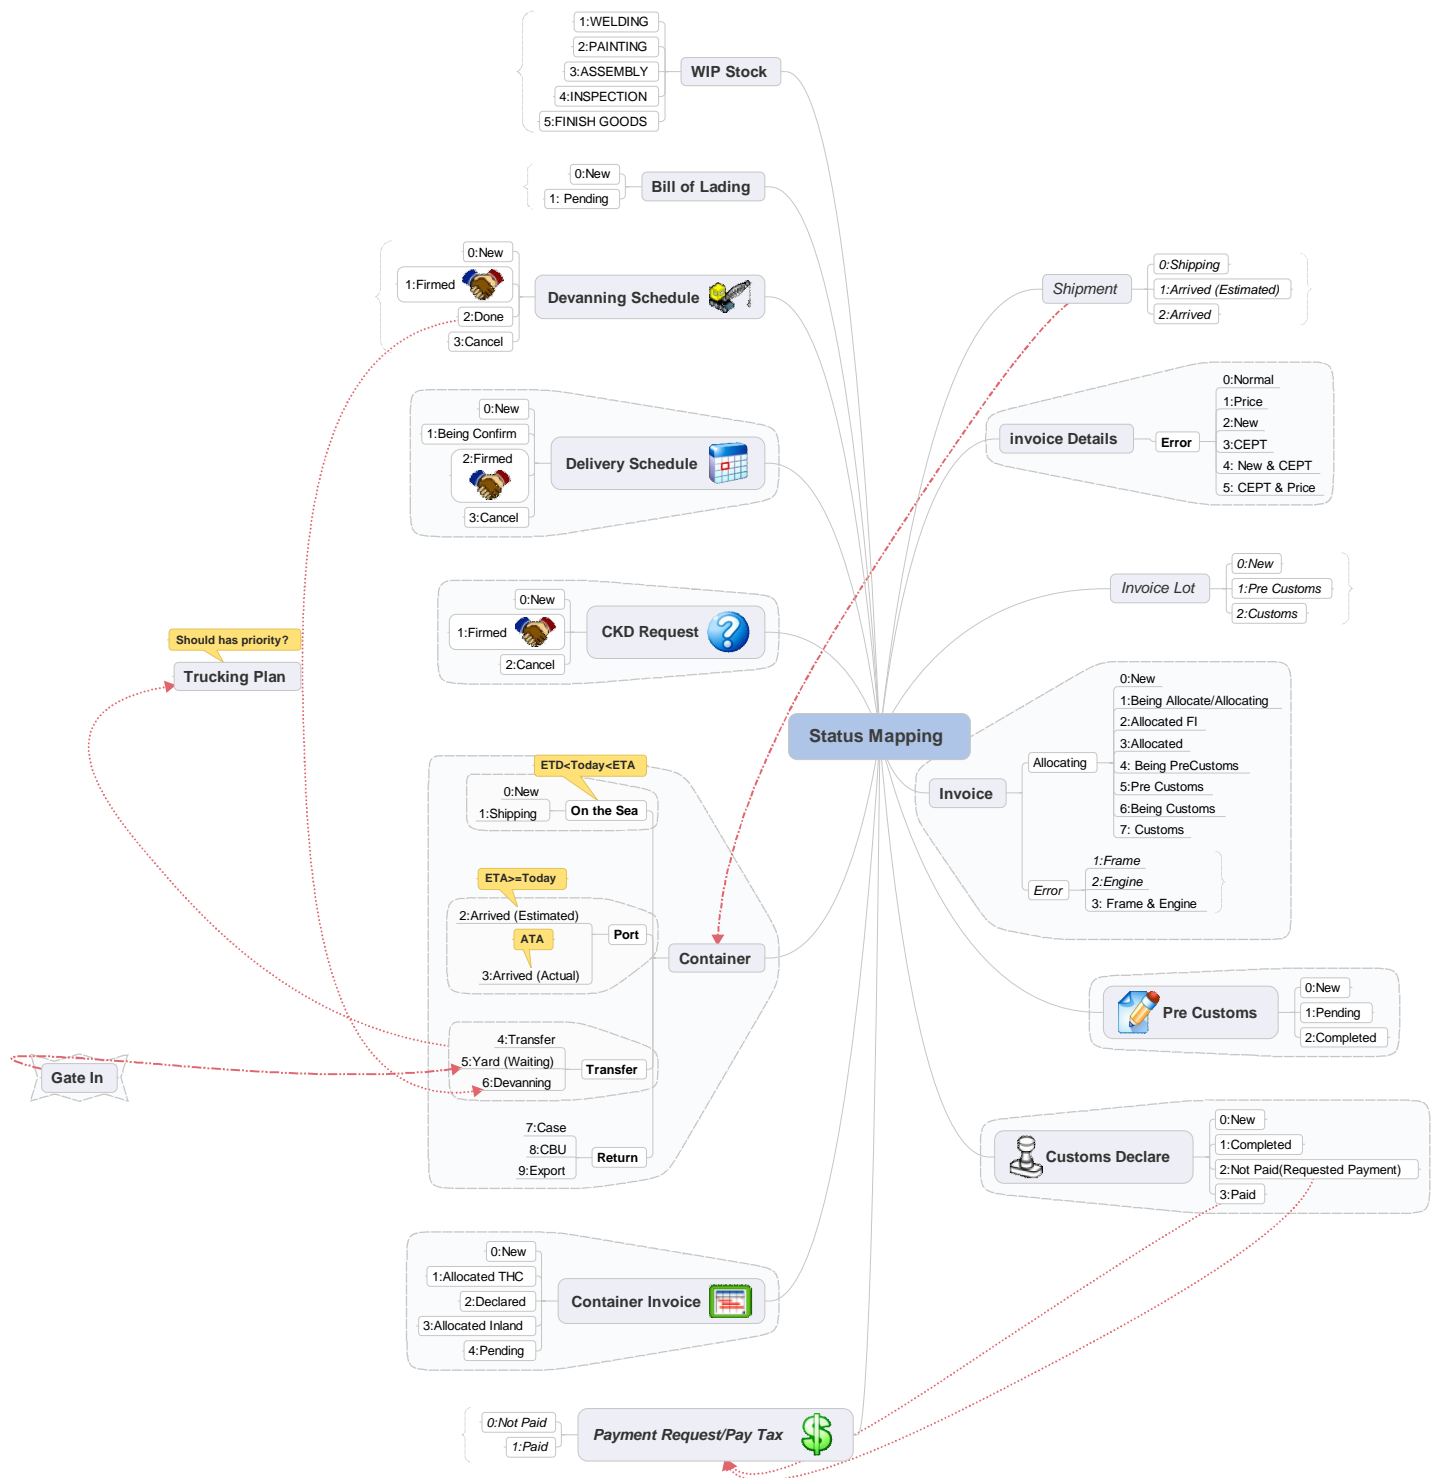 1:WELDING
2:PAINTING
3:ASSEMBLY
4:INSPECTION
5:FINISH GOODS
WIP Stock
0:New
1: Pending
Bill of Lading
0:New
1:Firmed
2:Done
3:Cancel
Devanning Schedule
0:New
1:Being Confirm
2:Firmed
3:Cancel
Delivery Schedule
0:New
1:Firmed
2:Cancel
CKD Request
Should has priority?
Trucking Plan
ETD<Today<ETA
0:New
1:Shipping
On the Sea
ETA>=Today
2:Arrived (Estimated)
ATA
3:Arrived (Actual)
Port
Container
4:Transfer
5:Yard (Waiting)
6:Devanning
Transfer
Gate In
7:Case
8:CBU
9:Export
Return
0:New
1:Allocated THC
2:Declared
3:Allocated Inland
4:Pending
Container Invoice
0:Not Paid
1:Paid
Payment Request/Pay Tax
Status Mapping
Shipment
0:Shipping
1:Arrived (Estimated)
2:Arrived
invoice Details
Error
0:Normal
1:Price
2:New
3:CEPT
4: New & CEPT
5: CEPT & Price
Invoice Lot
0:New
1:Pre Customs
2:Customs
Invoice
Allocating
0:New
1:Being Allocate/Allocating
2:Allocated FI
3:Allocated
4: Being PreCustoms
5:Pre Customs
6:Being Customs
7: Customs
Error
1:Frame
2:Engine
3: Frame & Engine
Pre Customs
0:New
1:Pending
2:Completed
Customs Declare
0:New
1:Completed
2:Not Paid(Requested Payment)
3:Paid